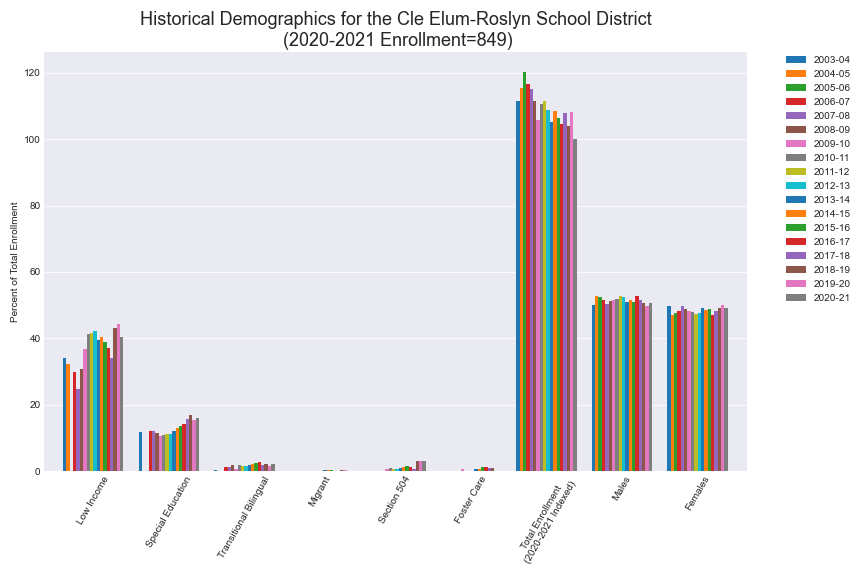 Historical Demographics for the Cle Elum-Roslyn School District
(2020-2021 Enrollment=849)
Percent of Total Enrollment
120
100
80
60
40
20
0
Low Income
Special Education
Transitional Bilingual
Migrant
Section 504
Foster Care
Total Enrollment
(2020-2021 Indexed)
Males
Females
2003-04
2004-05
2005-06
2006-07
2007-08
2008-09
2009-10
2010-11
2011-12
2012-13
2013-14
2014-15
2015-16
2016-17
2017-18
2018-19
2019-20
2020-21